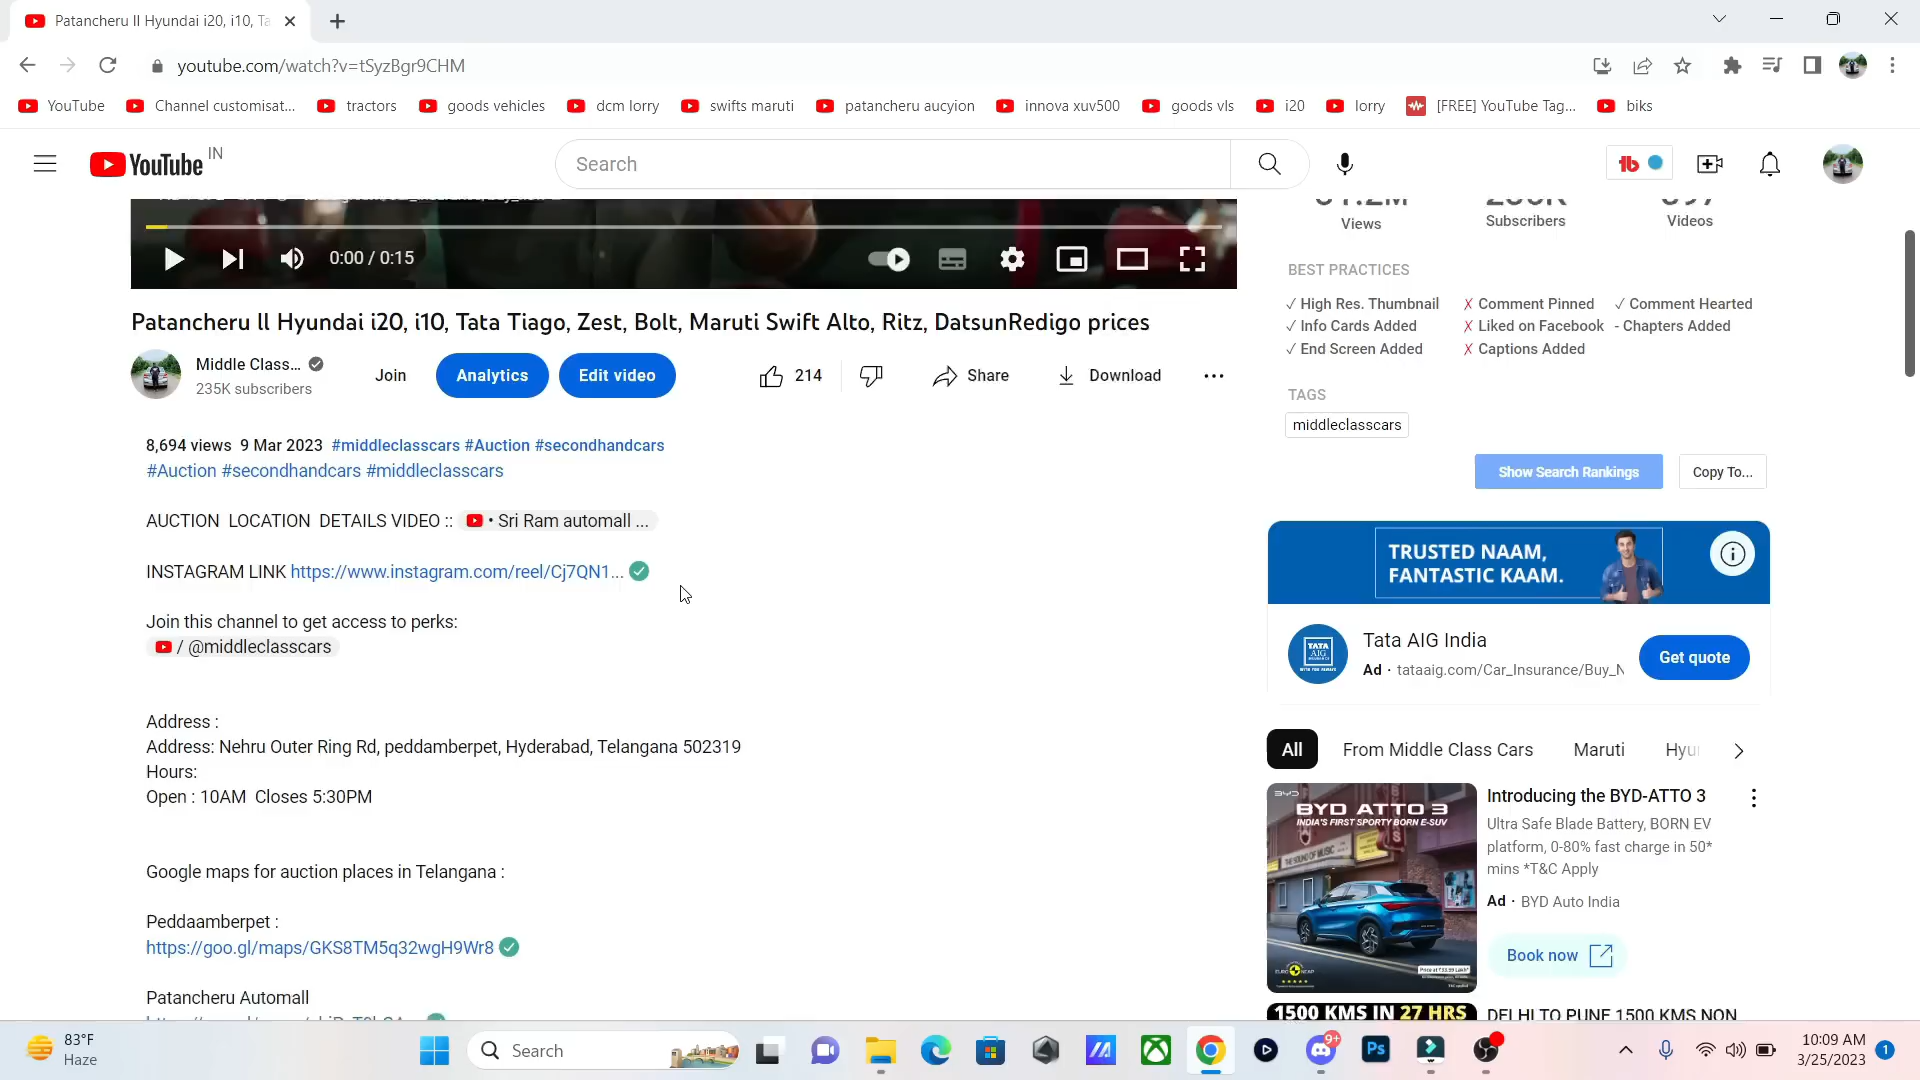 Patancheru ll Hyundai i20, i10, Ta
youtube.com/watch?v=tSyzBgr9CHM
YouTube
Channel customisat...
tractors
goods vehicles
dcm lorry
swifts maruti
patancheru aucyion
innova xuv500
goods vls
i20
lorry
[FREE] YouTube Tag...
biks
YouTube IN
Search
tb
Views
Subscribers
Videos
0:00 / 0:15
BEST PRACTICES
✓ High Res. Thumbnail
✗ Comment Pinned
✓ Comment Hearted
✓ Info Cards Added
✗ Liked on Facebook
- Chapters Added
✓ End Screen Added
✗ Captions Added
TAGS
middleclasscars
Show Search Rankings
Copy To...
Patancheru ll Hyundai i20, i10, Tata Tiago, Zest, Bolt, Maruti Swift Alto, Ritz, DatsunRedigo prices
Middle Class...
235K subscribers
Join
Analytics
Edit video
214
Share
Download
8,694 views 9 Mar 2023 #middleclasscars #Auction #secondhandcars
#Auction #secondhandcars #middleclasscars
AUCTION LOCATION DETAILS VIDEO :: • Sri Ram automall ...
INSTAGRAM LINK https://www.instagram.com/reel/Cj7QN1...
Join this channel to get access to perks:
/ @middleclasscars
Address :
Address: Nehru Outer Ring Rd, peddamberpet, Hyderabad, Telangana 502319
Hours:
Open : 10AM Closes 5:30PM
Google maps for auction places in Telangana :
Peddaamberpet :
https://goo.gl/maps/GKS8TM5q32wgH9Wr8
Patancheru Automall
TRUSTED NAAM,
FANTASTIC KAAM.
TATA
AIG
INSURANCE
Tata AIG India
Ad · tataaig.com/Car_Insurance/Buy_N
Get quote
All
From Middle Class Cars
Maruti
Hyu
BYD
BYD ATTO 3
INDIA'S FIRST SPORTY BORN E-SUV
THE SOUND OF MUSIC
Introducing the BYD-ATTO 3
Ultra Safe Blade Battery, BORN EV
platform, 0-80% fast charge in 50*
mins *T&C Apply
Ad · BYD Auto India
Book now
1500 KMS IN 27 HRS
DELHI TO PUNE 1500 KMS NON
83°F
Haze
Search
9+
Ps
10:09 AM
3/25/2023
1